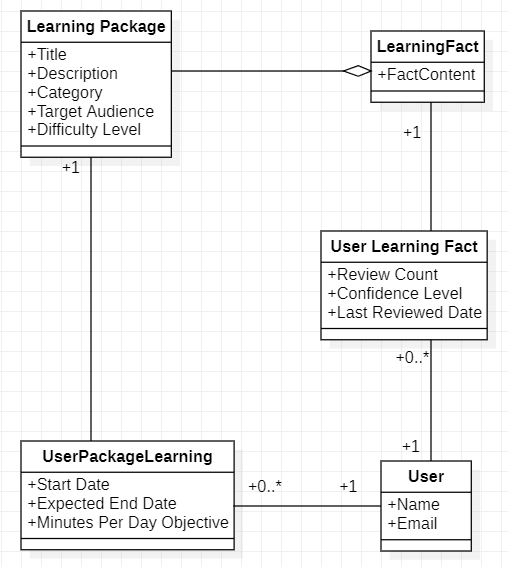 Learning Package
+Title
+Description
+Category
+Target Audience
+Difficulty Level
LearningFact
+FactContent
+1
+1
User Learning Fact
+Review Count
+Confidence Level
+Last Reviewed Date
+0..*
+1
UserPackageLearning
+Start Date
+Expected End Date
+Minutes Per Day Objective
+0..*
+1
User
+Name
+Email